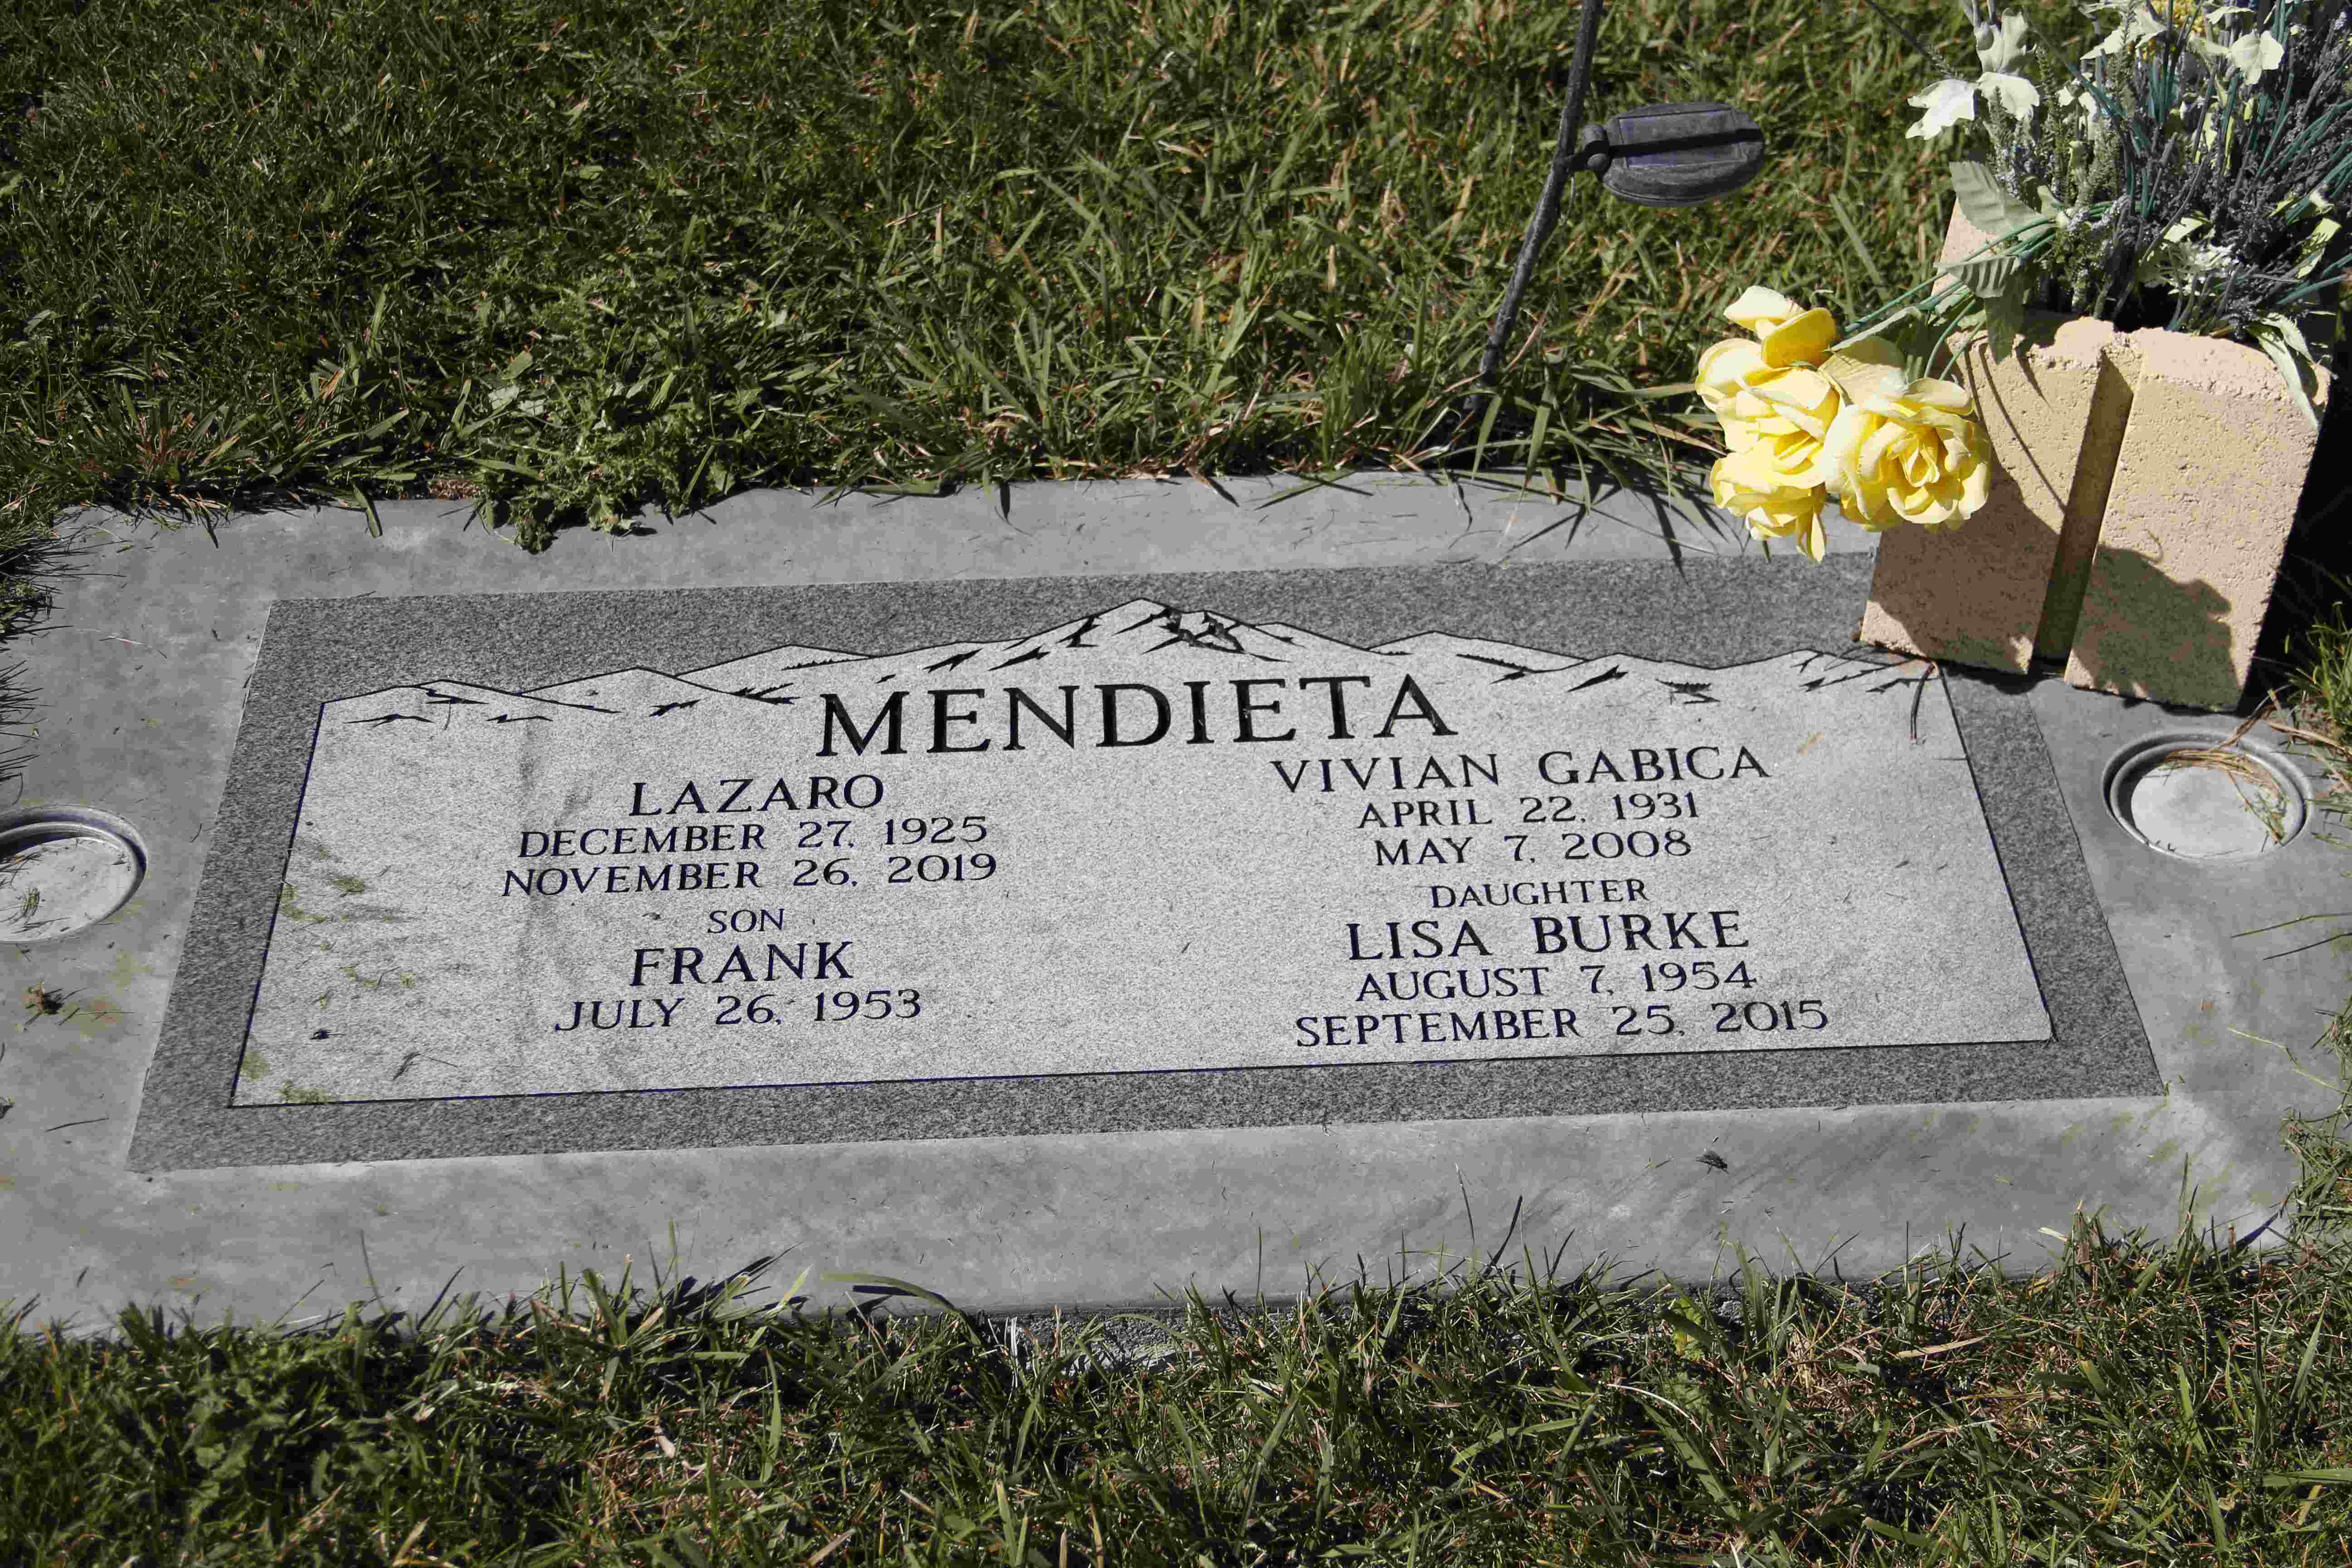 MENDIETA
LAZARO
DECEMBER 27, 1925
NOVEMBER 26, 2019
SON
FRANK
JULY 26, 1953
VIVIAN GABICA
APRIL 22, 1931
MAY 7, 2008
DAUGHTER
LISA BURKE
AUGUST 7, 1954
SEPTEMBER 25, 2015